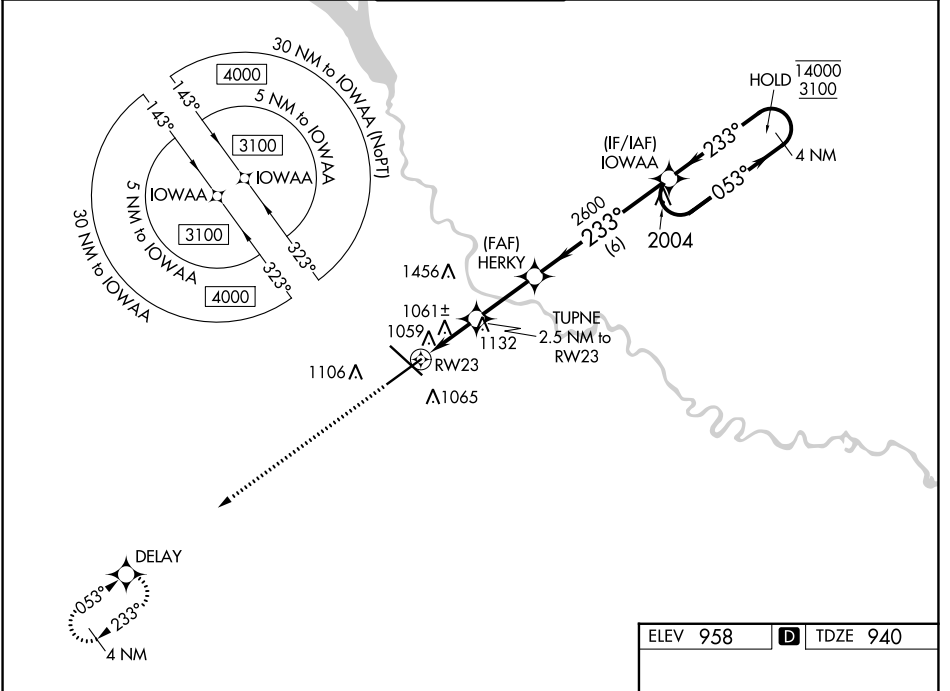 30 NM to IOWAA (NoPT)
4000
143°
5 NM to IOWAA
3100
IOWAA
323°
143°
IOWAA
5 NM to IOWAA
3100
30 NM to IOWAA
323°
4000
HOLD 14000
3100
4 NM
233°
053°
(IF/IAF)
IOWAA
2004
2600
233°
(6)
(FAF)
HERKY
1456
1061±
1059
1132
TUPNE
2.5 NM to
RW23
RW23
1106
1065
DELAY
053°
233°
4 NM
ELEV 958 D TDZE 940